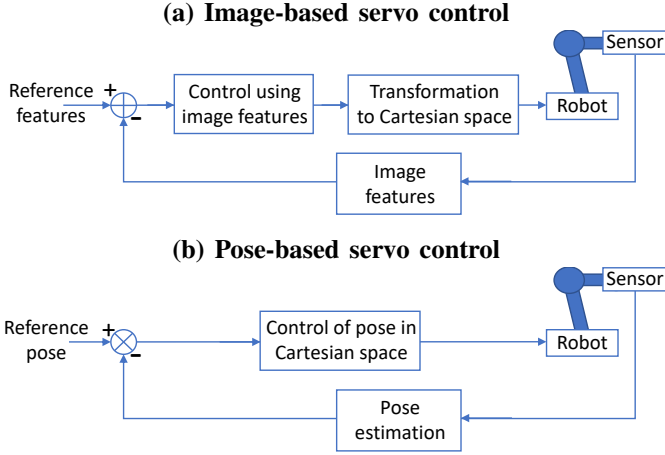 (a) Image-based servo control
Sensor
Reference
features
+
-
Control using
image features
Transformation
to Cartesian space
Robot
Image
features
(b) Pose-based servo control
Sensor
Reference
pose
+
-
Control of pose in
Cartesian space
Robot
Pose
estimation